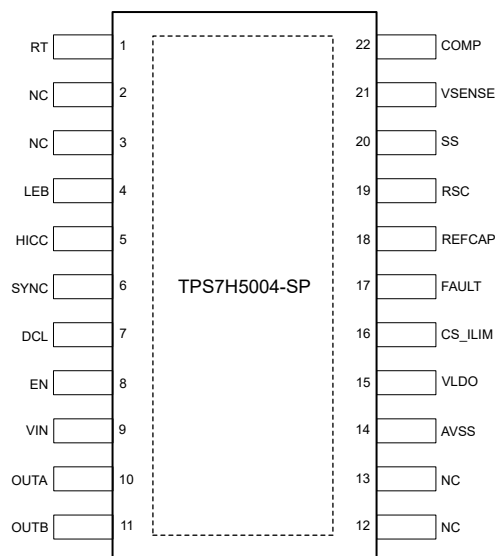 RT 1 22 COMP
NC 2 21 VSENSE
NC 3 20 SS
LEB 4 19 RSC
HICC 5 18 REFCAP
SYNC 6 TPS7H5004-SP 17 FAULT
DCL 7 16 CS_ILIM
EN 8 15 VLDO
VIN 9 14 AVSS
OUTA 10 13 NC
OUTB 11 12 NC